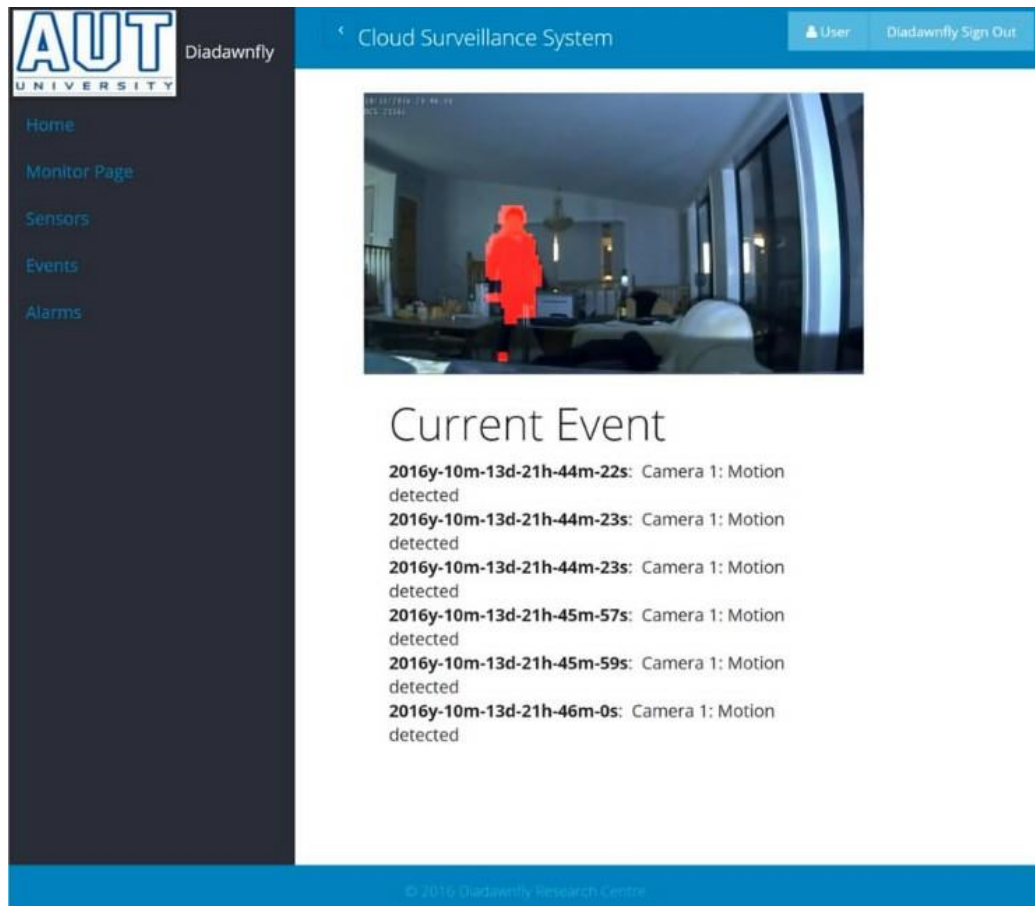 AUT
UNIVERSITY
Diadawnfly
‹ Cloud Surveillance System
User
Diadawnfly Sign Out
Home
Monitor Page
Sensors
Events
Alarms
Current Event
2016y-10m-13d-21h-44m-22s: Camera 1: Motion
detected
2016y-10m-13d-21h-44m-23s: Camera 1: Motion
detected
2016y-10m-13d-21h-44m-23s: Camera 1: Motion
detected
2016y-10m-13d-21h-45m-57s: Camera 1: Motion
detected
2016y-10m-13d-21h-45m-59s: Camera 1: Motion
detected
2016y-10m-13d-21h-46m-0s: Camera 1: Motion
detected
© 2016 Diadawnfly Research Centre